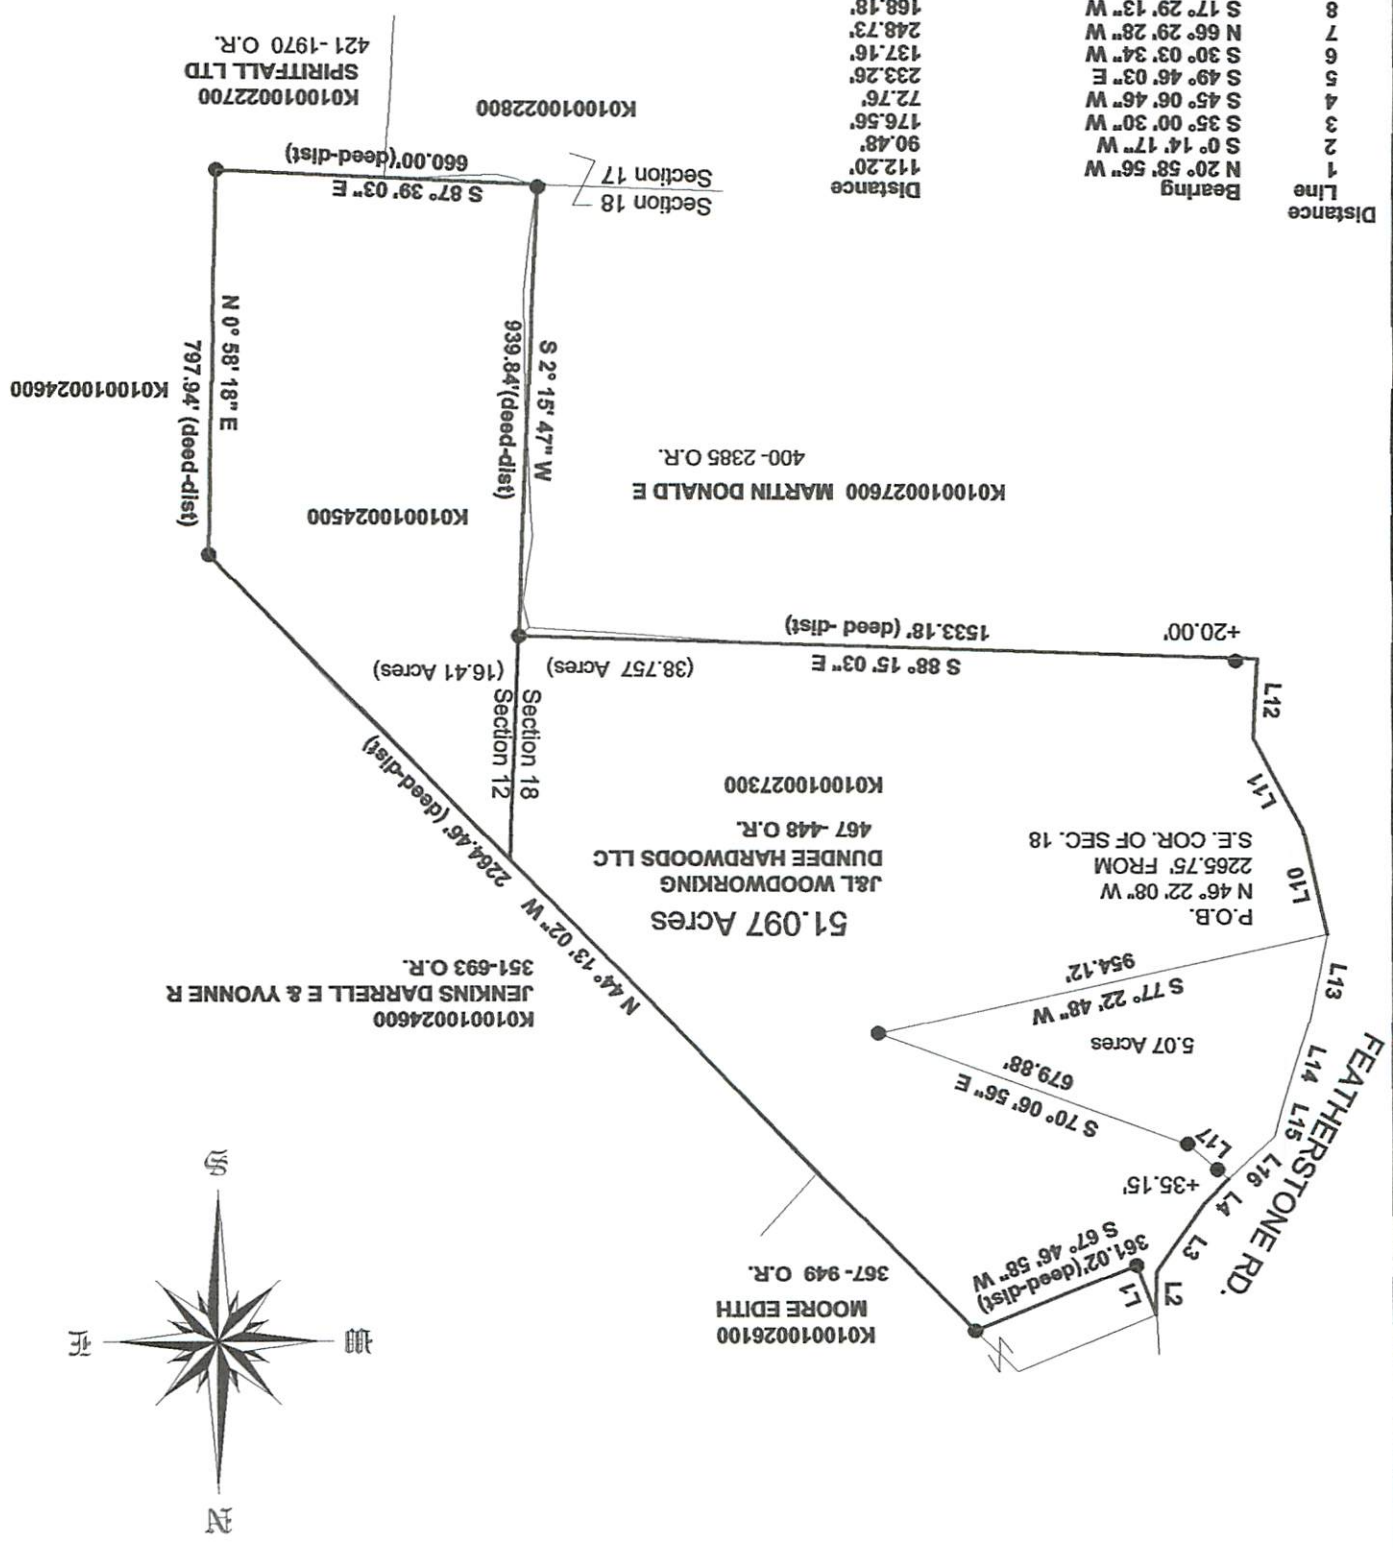 N
W
E
S
K010010026100
MOORE EDITH
367- 949 O.R.
361.02'(deed-dist)
S 67° 46' 58" W
L1
L2
L3
L4
+35.15'
L16
L17
L15
L14
L13
FEATHERSTONE RD.
S 70° 06' 56" E
679.88'
5.07 Acres
S 77° 22' 48" W
954.12'
K010010024600
JENKINS DARRELL E & YVONNE R
351-693 O.R.
N 44° 13' 02" W
2264.46' (deed-dist)
P.O.B.
N 46° 22' 08" W
2265.75' FROM
S.E. COR. OF SEC. 18
L10
L11
L12
51.097 Acres
J&L WOODWORKING
DUNDEE HARDWOODS LLC
467 -448 O.R.
K010010027300
Section 18
Section 12
(38.757 Acres)
(16.41 Acres)
+20.00'
S 88° 15' 03" E
1533.18' (deed -dist)
K010010024500
K010010027600 MARTIN DONALD E
400- 2385 O.R.
S 2° 15' 47" W
939.84'(deed-dist)
N 0° 58' 18" E
797.94' (deed-dist)
K010010024600
Section 18
Section 17
S 87° 39' 03" E
660.00'(deed-dist)
K010010022800
K010010022700
SPIRITFALL LTD
421 -1970 O.R.
Distance
Line Bearing Distance
1 N 20° 58' 56" W 112.20'
2 S 0° 14' 17" W 90.48'
3 S 35° 00' 30" W 176.56'
4 S 45° 06' 46" W 72.76'
5 S 49° 46' 03" E 233.26'
6 S 30° 03' 34" W 137.16'
7 N 66° 29' 28" W 248.73'
8 S 17° 29' 13" W 168.18'